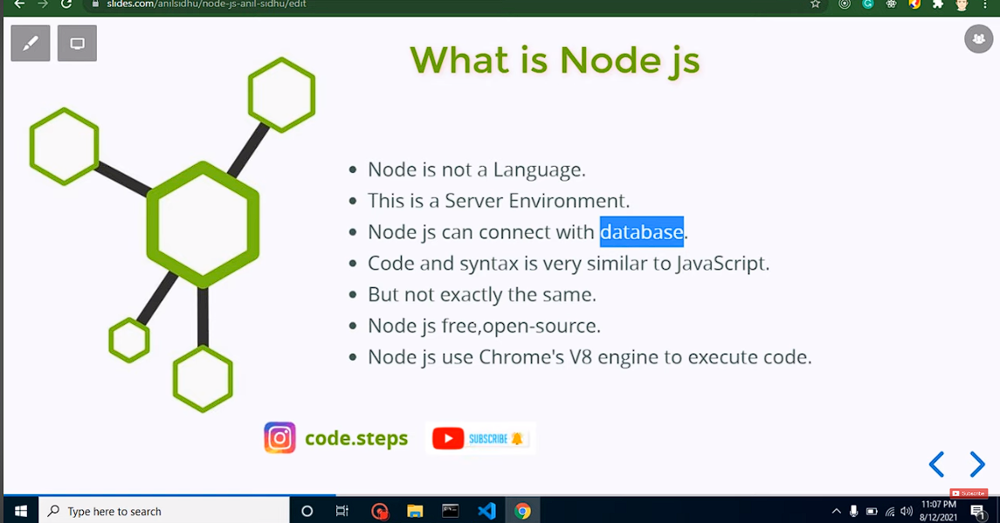 slides.com/anilsidhu/node-js-anil-sidhu/edit
What is Node js
Node is not a Language.
This is a Server Environment.
Node js can connect with database.
Code and syntax is very similar to JavaScript.
But not exactly the same.
Node js free,open-source.
Node js use Chrome's V8 engine to execute code.
code.steps
SUBSCRIBE
Subscribe
Type here to search
11:07 PM
8/12/2021
1